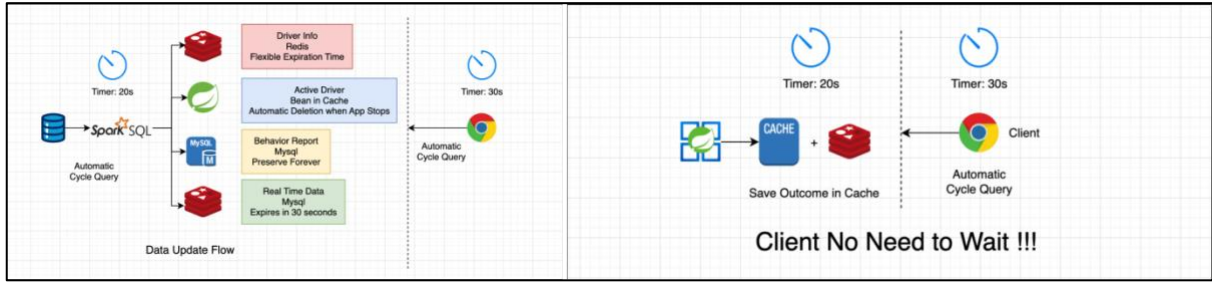 Driver Info
Redis
Flexible Expiration Time
Timer: 20s
Active Driver
Bean in Cache
Automatic Deletion when App Stops
Spark SQL
MySQL
M
Behavior Report
Mysql
Preserve Forever
Automatic
Cycle Query
Real Time Data
Mysql
Expires in 30 seconds
Data Update Flow
Timer: 30s
Automatic
Cycle Query
Timer: 20s
Timer: 30s
CACHE
+
Client
Save Outcome in Cache
Automatic
Cycle Query
Client No Need to Wait !!!